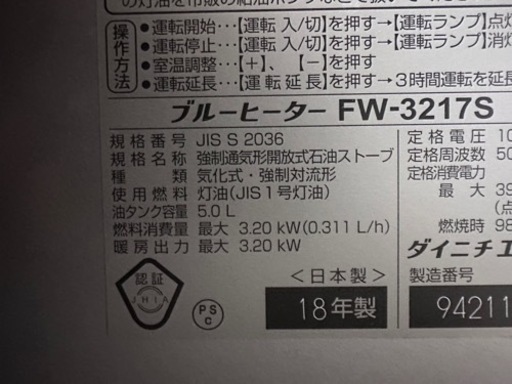 の灯油を市販の給油ポンプなどで抜いて
操作方法
●運転開始…【運転 入/切】を押す→【運転ランプ】点灯
●運転停止…【運転 入/切】を押す→【運転ランプ】消灯
●室温調整…【+】、【-】を押す
●運転延長…【運転延長】を押す→3時間運転を延長
ブルーヒーター FW-3217S
規格番号 JIS S 2036
規格名称 強制通気形開放式石油ストーブ
種類 気化式・強制対流形
使用燃料 灯油(JIS1号灯油)
油タンク容量 5.0 L
燃料消費量 最大 3.20 kW(0.311 L/h)
暖房出力 最大 3.20 kW
定格電圧 10
定格周波数 50
定格消費電力
最大 39
(点
燃焼時 98
ダイニチエ
認証
JHIA
PS
C
<日本製>
18年製
製造番号
94211